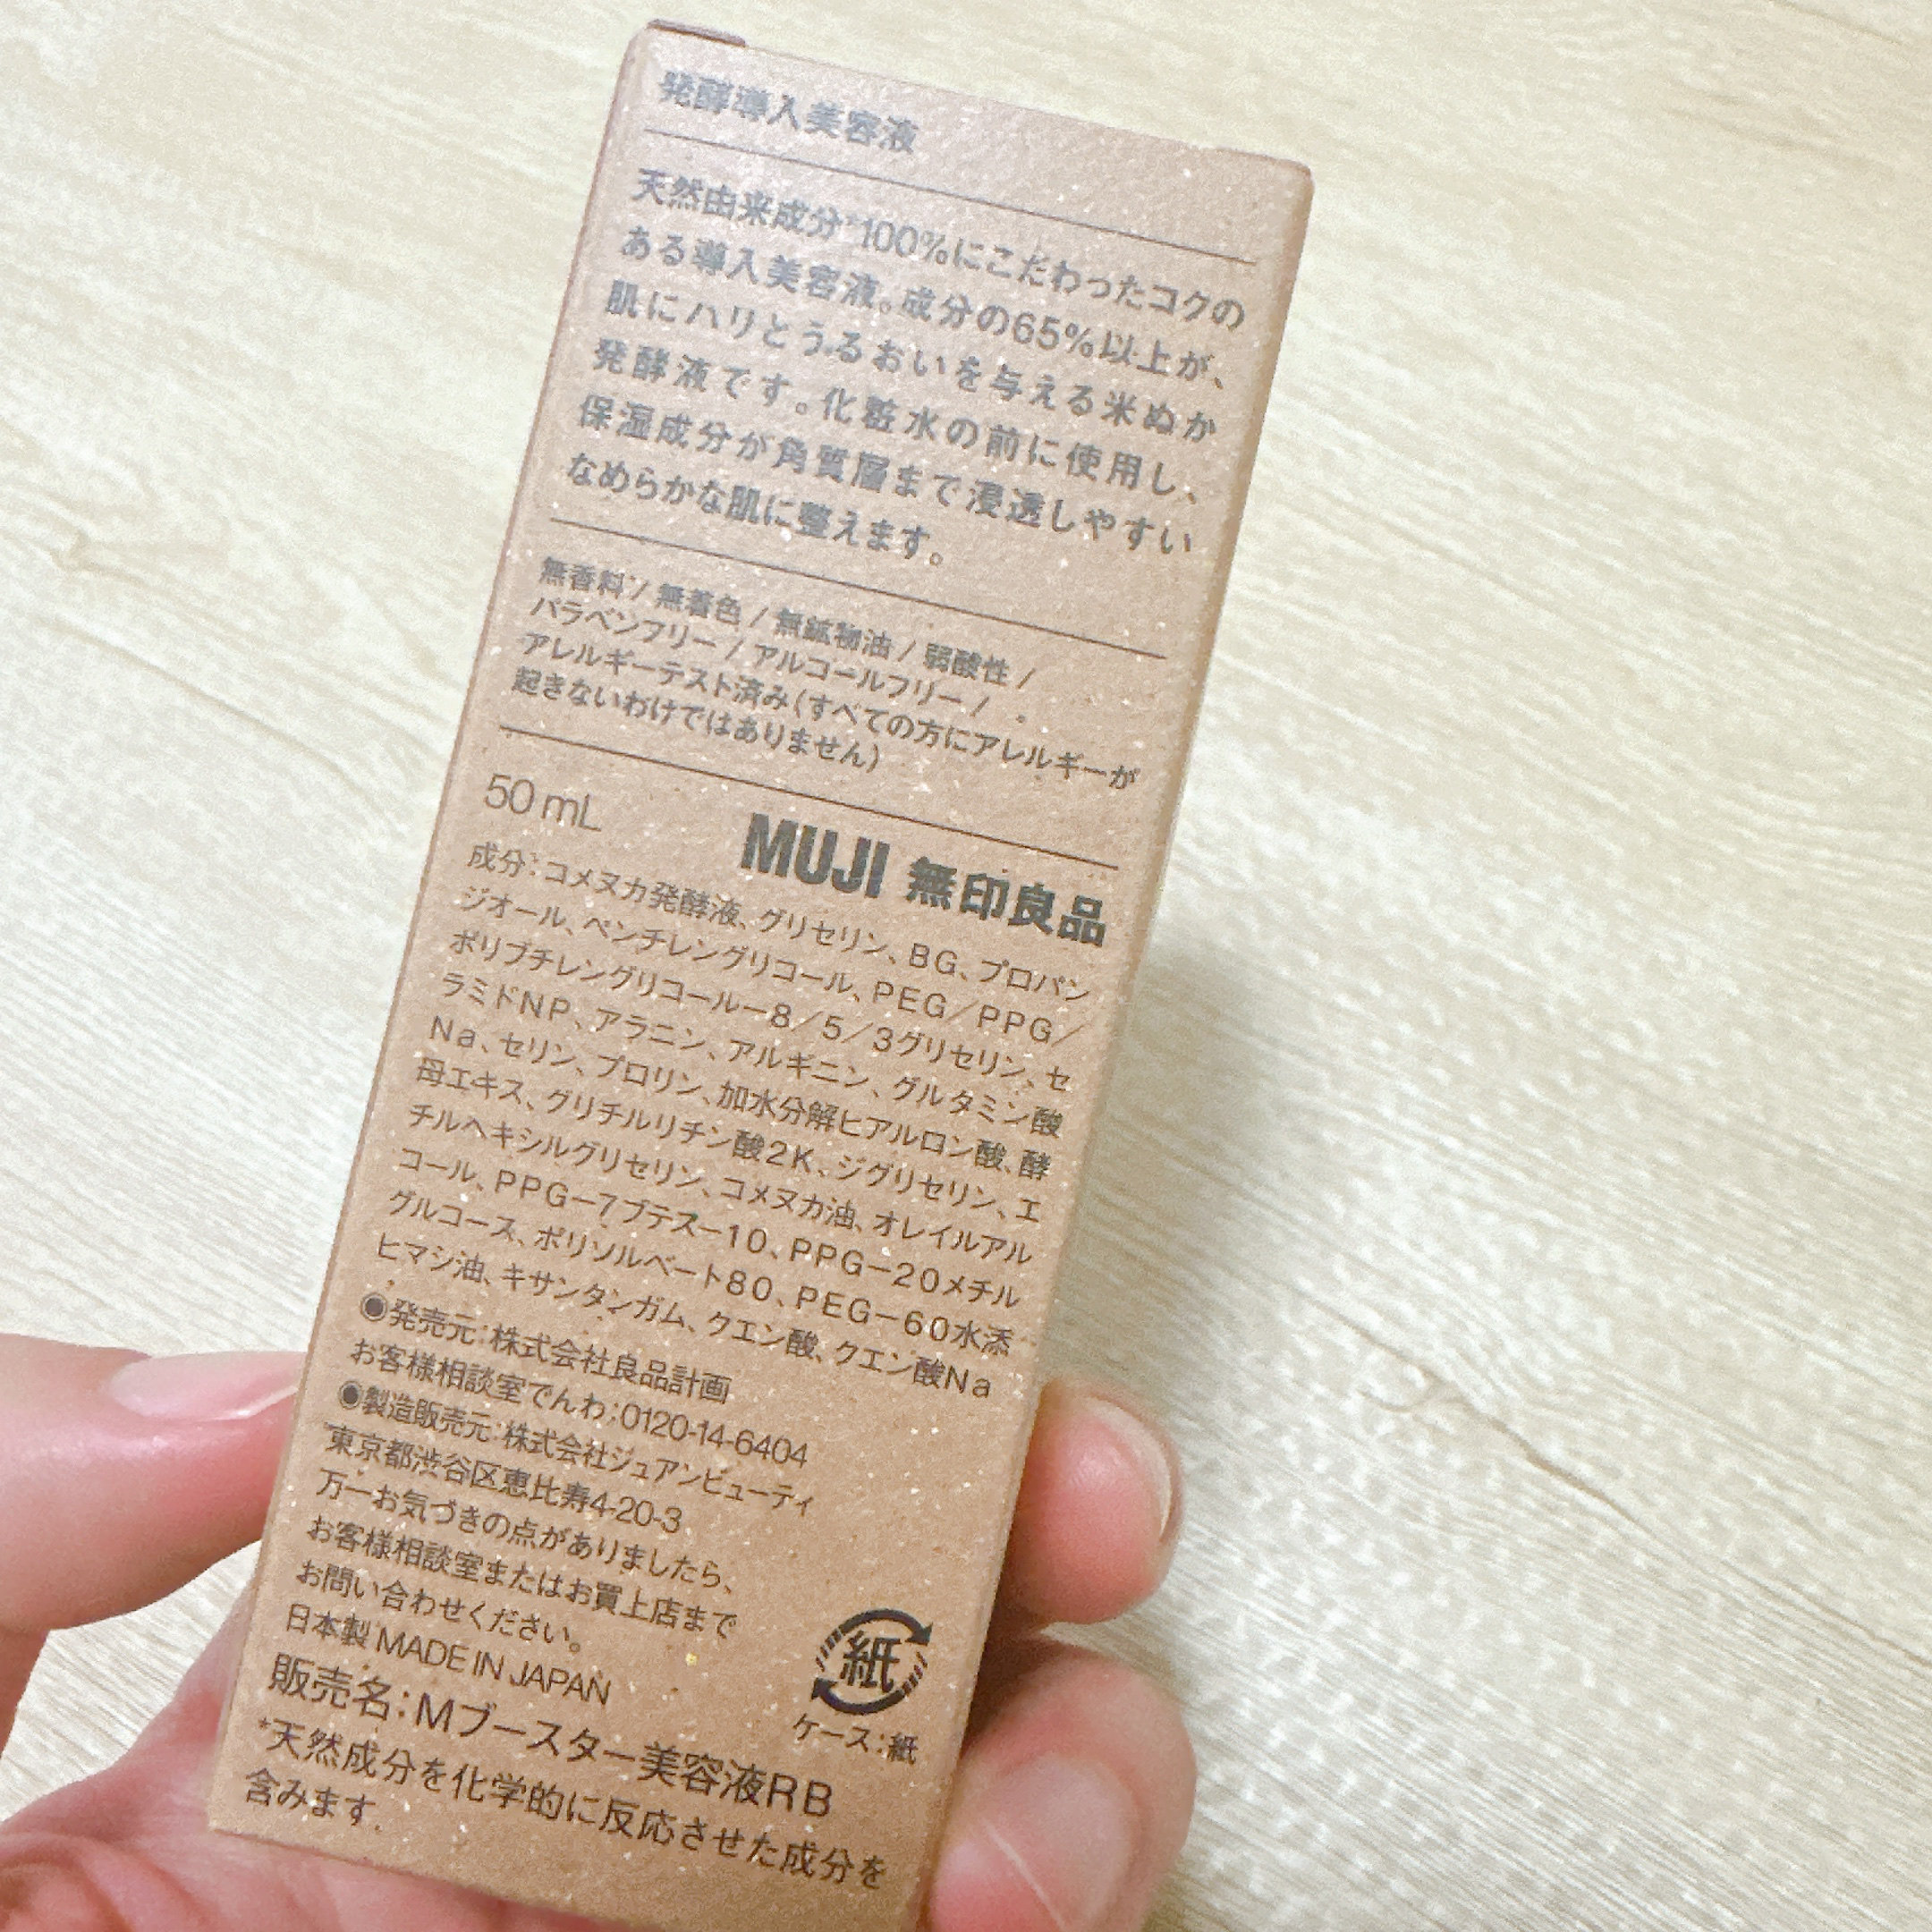 発酵導入美容液
天然由来成分*100%にこだわったコクの
ある導入美容液。成分の65%以上が、
肌にハリとうるおいを与える米ぬか
発酵液です。化粧水の前に使用し、
保湿成分が角質層まで浸透しやすい
なめらかな肌に整えます。
無香料 / 無着色 / 無鉱物油 / 弱酸性 /
パラベンフリー / アルコールフリー /
アレルギーテスト済み(すべての方にアレルギーが
起きないわけではありません)
50 mL
MUJI 無印良品
成分:コメヌカ発酵液、グリセリン、BG、プロパン
ジオール、ペンチレングリコール、PEG/PPG/
ポリブチレングリコールー8/5/3グリセリン、セ
ラミドNP、アラニン、アルギニン、グルタミン酸
Na、セリン、プロリン、加水分解ヒアルロン酸、酵
母エキス、グリチルリチン酸2K、ジグリセリン、エ
チルヘキシルグリセリン、コメヌカ油、オレイルアル
コール、PPGー7ブテスー10、PPGー20メチル
グルコース、ポリソルベート80、PEGー60水添
ヒマシ油、キサンタンガム、クエン酸、クエン酸Na
◉発売元:株式会社良品計画
お客様相談室でんわ:0120-14-6404
◉製造販売元:株式会社ジュアンビューティ
東京都渋谷区恵比寿4-20-3
万一お気づきの点がありましたら、
お客様相談室またはお買上店まで
お問い合わせください。
日本製 MADE IN JAPAN
紙
ケース:紙
販売名:Mブースター美容液RB
*天然成分を化学的に反応させた成分を
含みます.